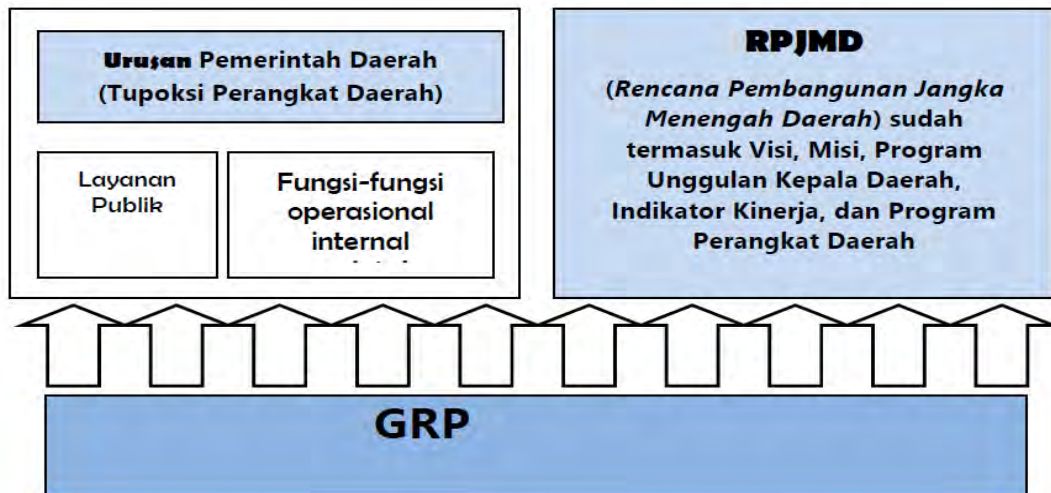 Urusan Pemerintah Daerah
(Tupoksi Perangkat Daerah)
Layanan
Publik
Fungsi-fungsi
operasional
internal
RPJMD
(Rencana Pembangunan Jangka
Menengah Daerah) sudah
termasuk Visi, Misi, Program
Unggulan Kepala Daerah,
Indikator Kinerja, dan Program
Perangkat Daerah
GRP